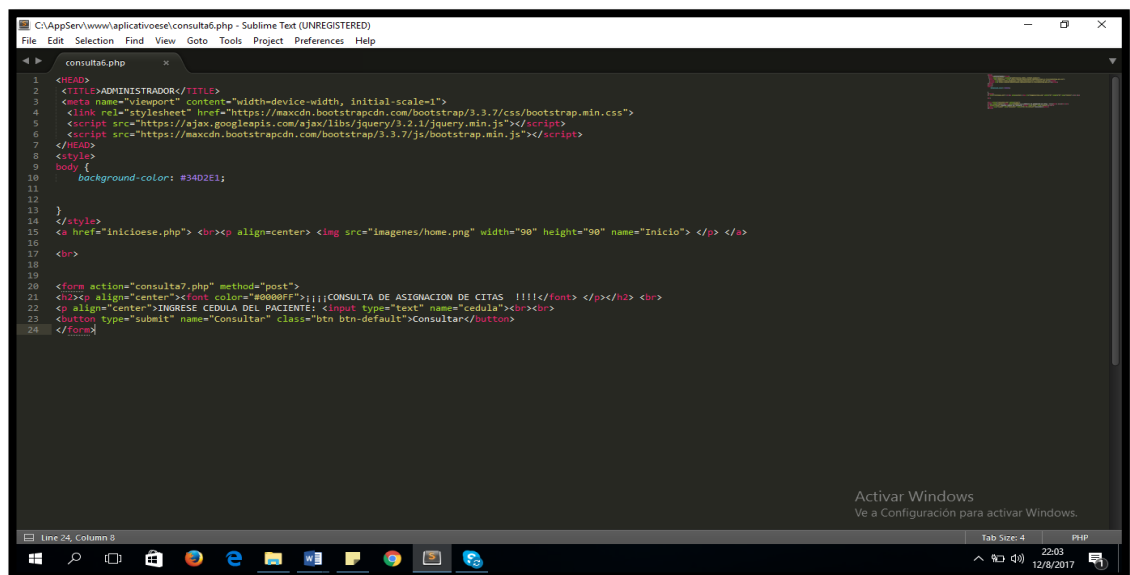 C:\AppServ\www\aplicativoese\consulta6.php - Sublime Text (UNREGISTERED)
File Edit Selection Find View Goto Tools Project Preferences Help
consulta6.php
1 <HEAD>
2 <TITLE>ADMINISTRADOR</TITLE>
3 <meta name="viewport" content="width=device-width, initial-scale=1">
4 <link rel="stylesheet" href="https://maxcdn.bootstrapcdn.com/bootstrap/3.3.7/css/bootstrap.min.css">
5 <script src="https://ajax.googleapis.com/ajax/libs/jquery/3.2.1/jquery.min.js"></script>
6 <script src="https://maxcdn.bootstrapcdn.com/bootstrap/3.3.7/js/bootstrap.min.js"></script>
7 </HEAD>
8 <style>
9 body {
10 background-color: #34D2E1;
11
12
13 }
14 </style>
15 <a href="inicioese.php"> <br><p align=center> <img src="imagenes/home.png" width="90" height="90" name="Inicio"> </p> </a>
16
17 <br>
18
19
20 <form action="consulta7.php" method="post">
21 <h2><p align="center"><font color="#0000FF">¡¡¡¡CONSULTA DE ASIGNACION DE CITAS !!!!</font> </p></h2> <br>
22 <p align="center">INGRESE CEDULA DEL PACIENTE: <input type="text" name="cedula"><br><br>
23 <button type="submit" name="Consultar" class="btn btn-default">Consultar</button>
24 </form>
Activar Windows
Ve a Configuración para activar Windows.
Line 24, Column 8 Tab Size: 4 PHP
22:03
12/8/2017